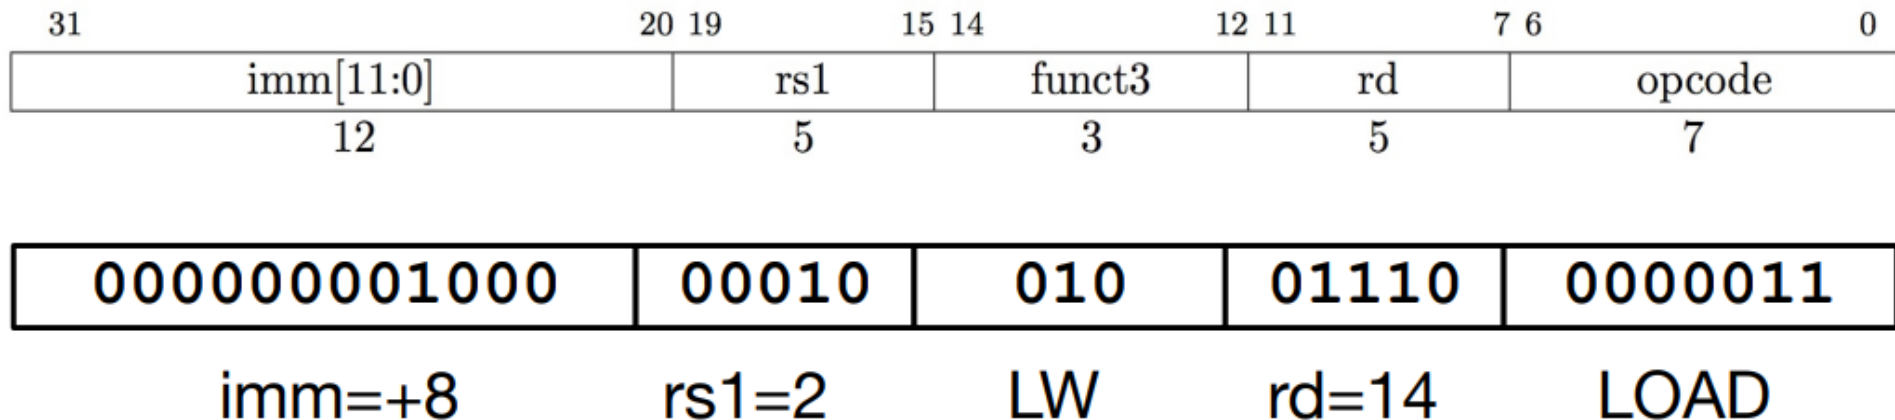 31 20 19 15 14 12 11 7 6 0
imm[11:0] rs1 funct3 rd opcode
12 5 3 5 7
000000001000 00010 010 01110 0000011
imm=+8 rs1=2 LW rd=14 LOAD